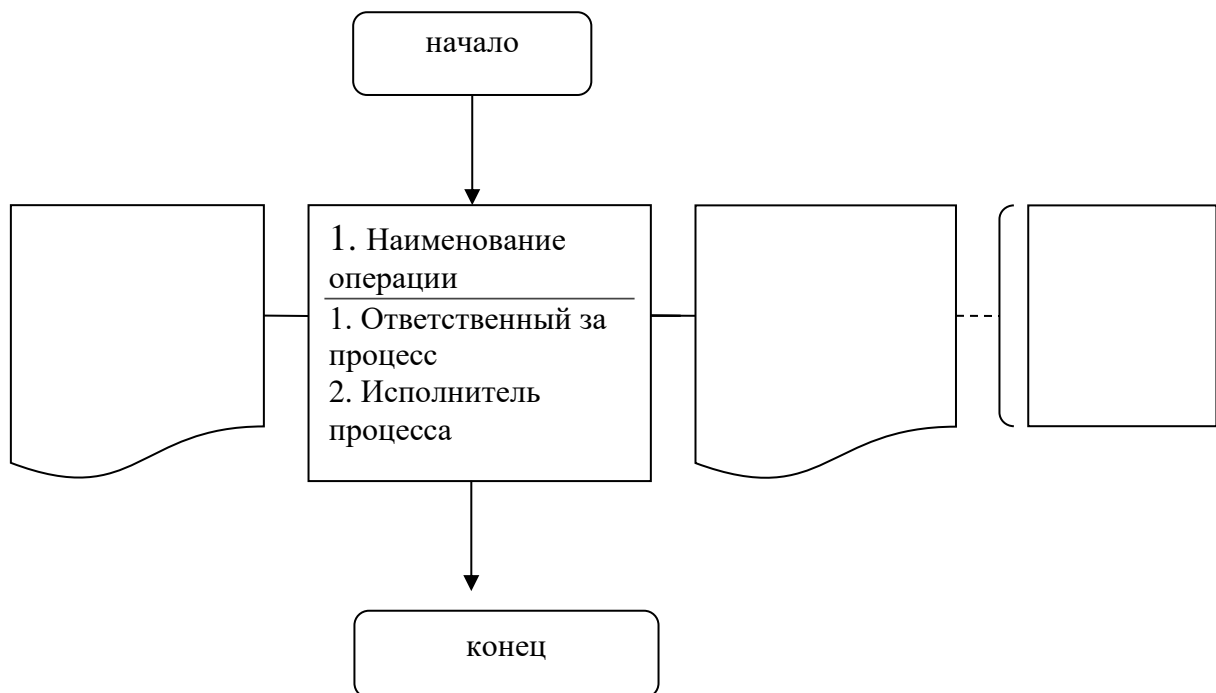 начало
1. Наименование
операции
1. Ответственный за
процесс
2. Исполнитель
процесса
конец